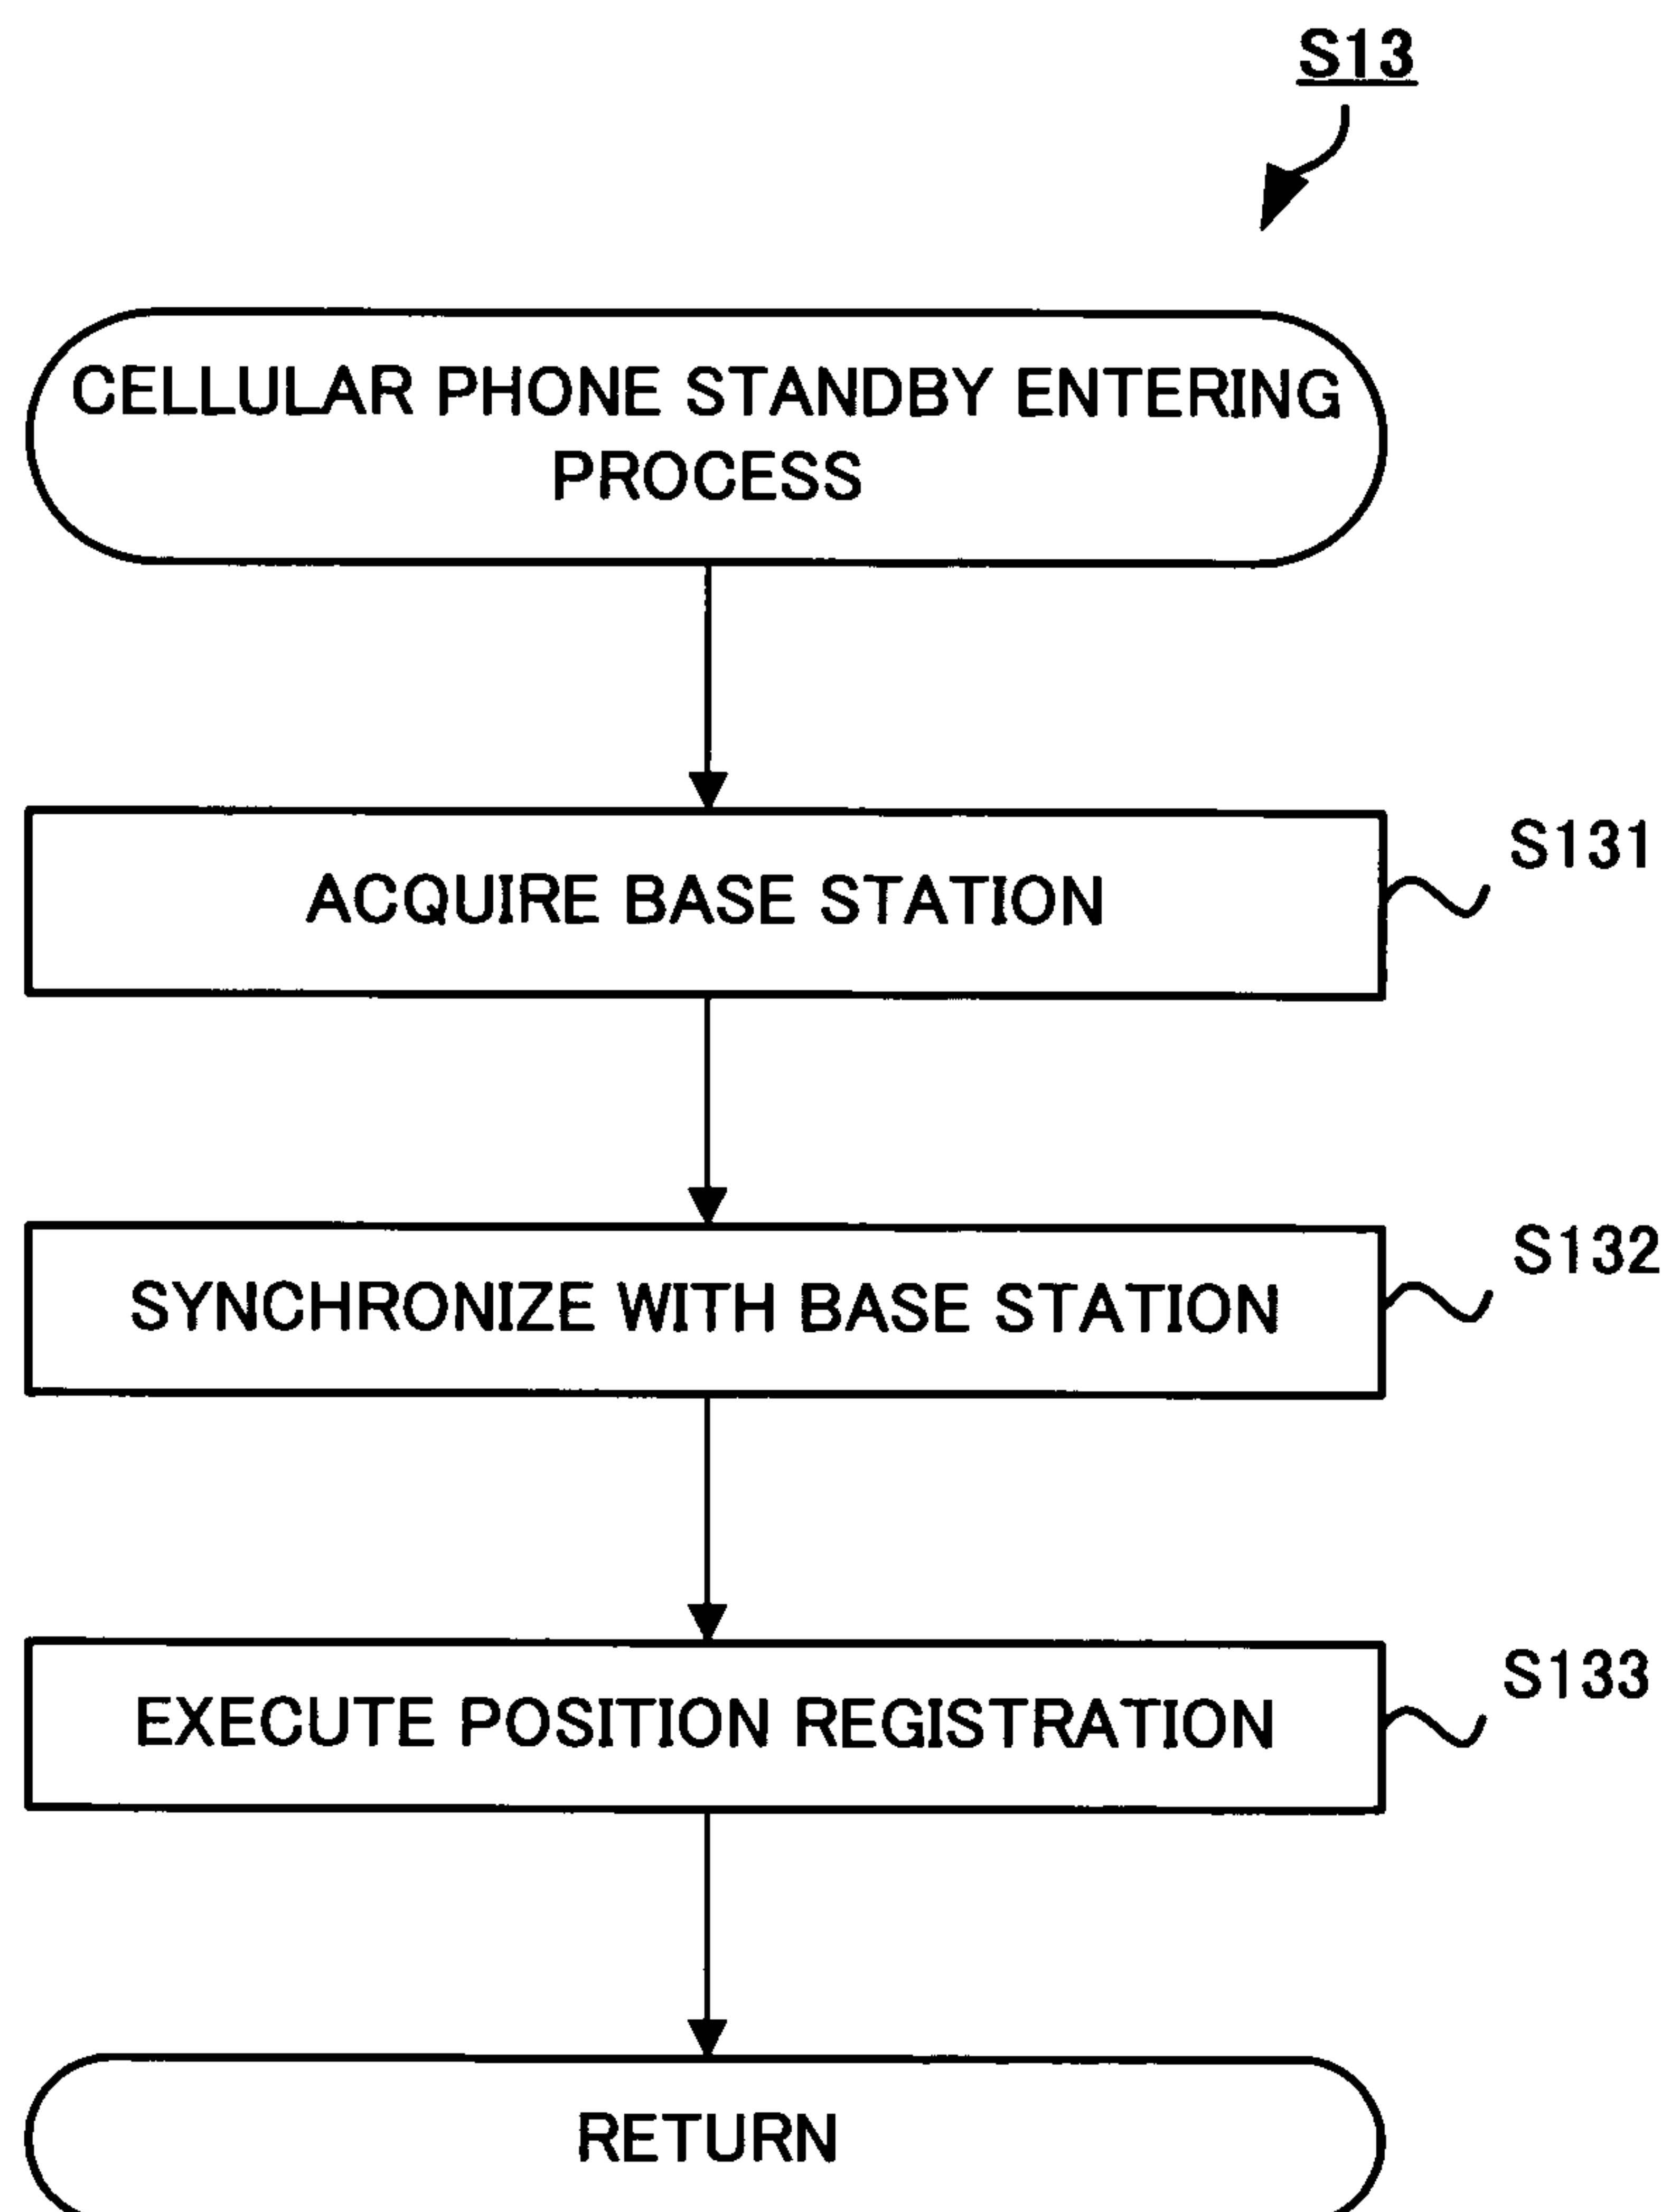 S13
CELLULAR PHONE STANDBY ENTERING
PROCESS
ACQUIRE BASE STATION
S131
SYNCHRONIZE WITH BASE STATION
S132
EXECUTE POSITION REGISTRATION
S133
RETURN